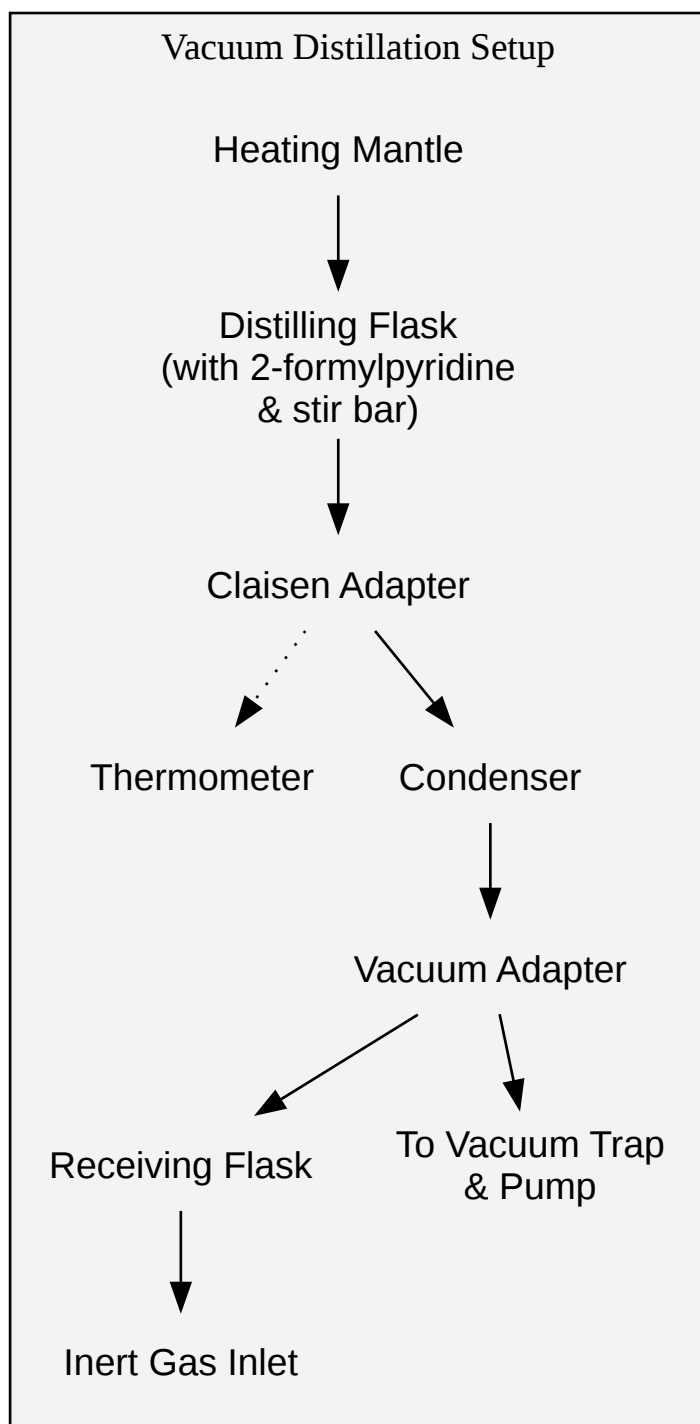 Vacuum Distillation Setup
Heating Mantle
Distilling Flask
(with 2-formylpyridine
& stir bar)
Claisen Adapter
Thermometer
Condenser
Vacuum Adapter
Receiving Flask
To Vacuum Trap
& Pump
Inert Gas Inlet